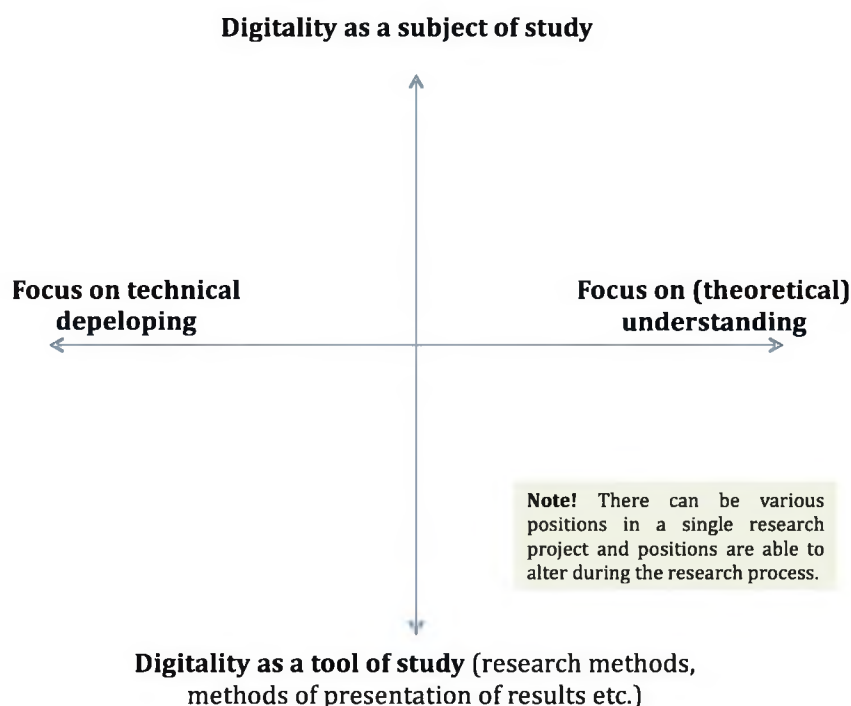 Digitality as a subject of study
Focus on technical
depeloping
Focus on (theoretical)
understanding
Note! There can be various
positions in a single research
project and positions are able to
alter during the research process.
Digitality as a tool of study (research methods,
methods of presentation of results etc.)